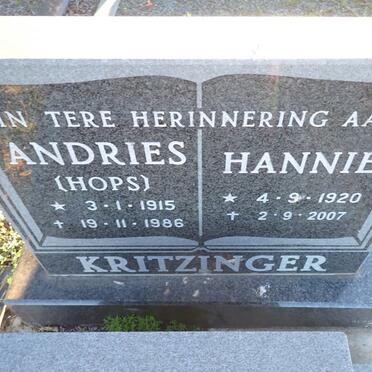 IN TERE HERINNERING AA
ANDRIES
(HOPS)
★ 3·1·1915
✝ 19·11·1986
HANNIE
★ 4·9·1920
✝ 2·9·2007
KRITZINGER